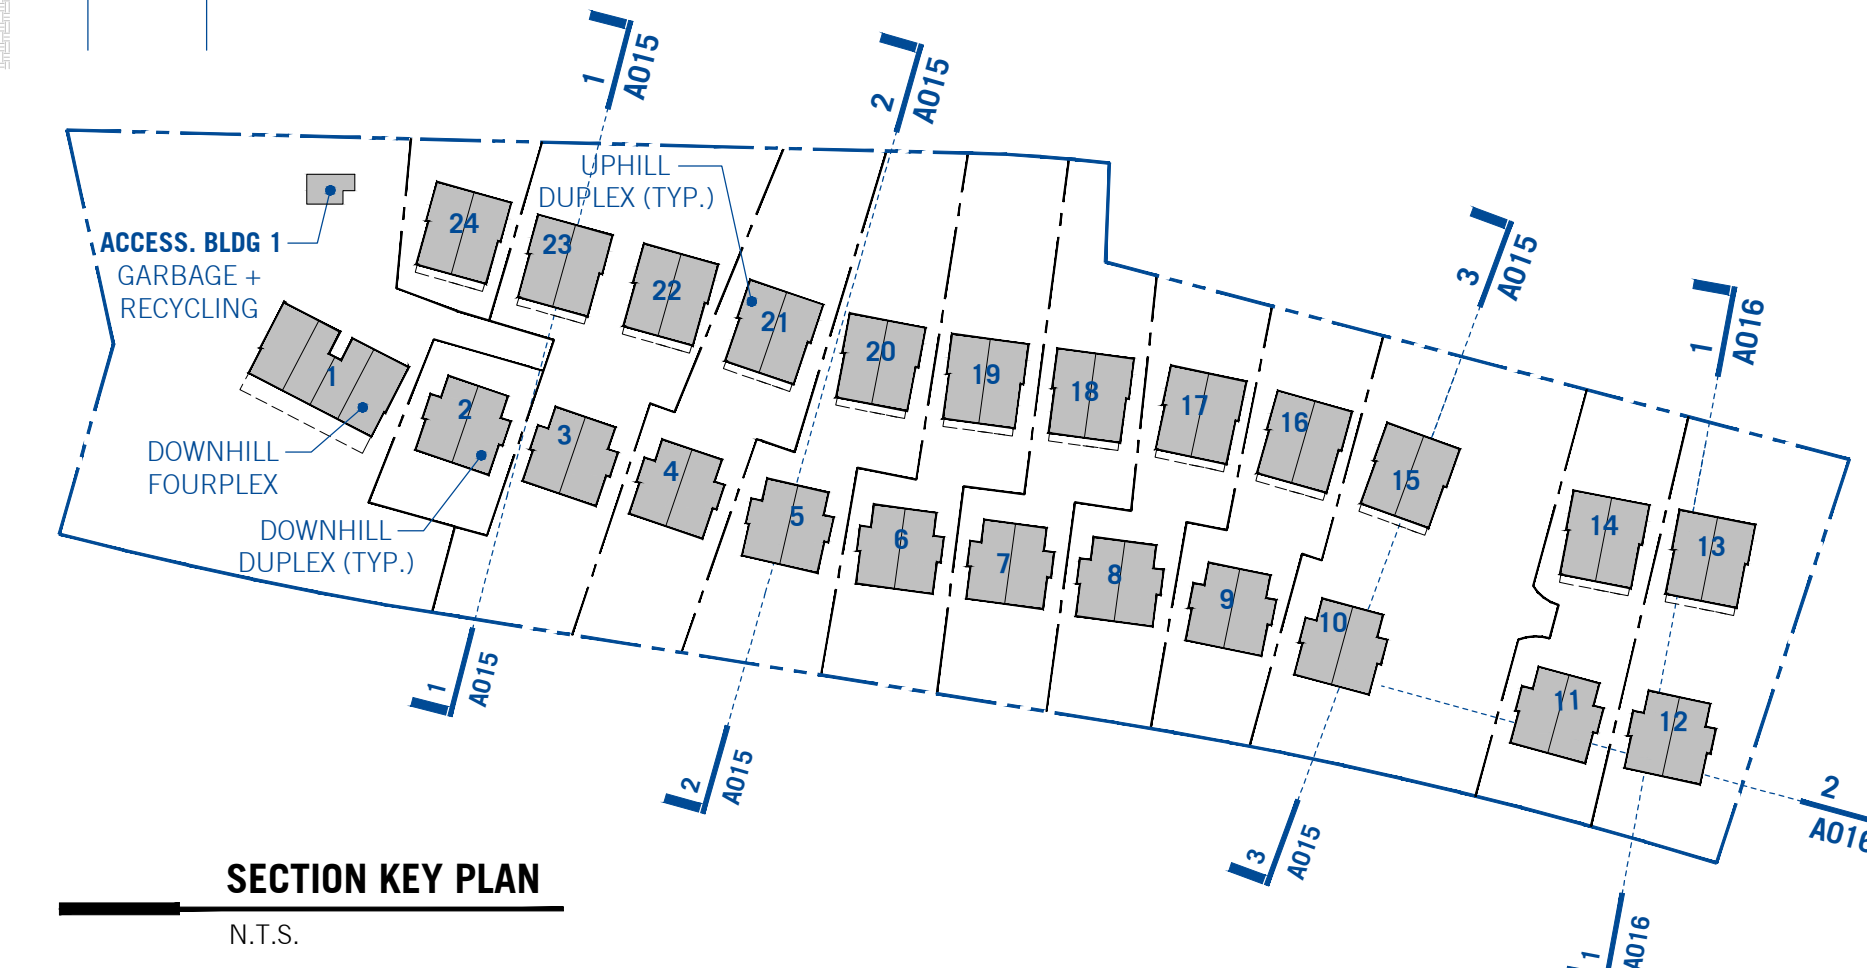 1
A015
2
A015
3
A015
1
A016
UPHILL
DUPLEX (TYP.)
ACCESS. BLDG 1
GARBAGE +
RECYCLING
24
23
22
21
20
19
18
17
16
15
14
13
1
2
3
4
5
6
7
8
9
10
11
12
DOWNHILL
FOURPLEX
DOWNHILL
DUPLEX (TYP.)
1
A015
2
A015
3
A015
2
A016
1
A016
SECTION KEY PLAN
N.T.S.